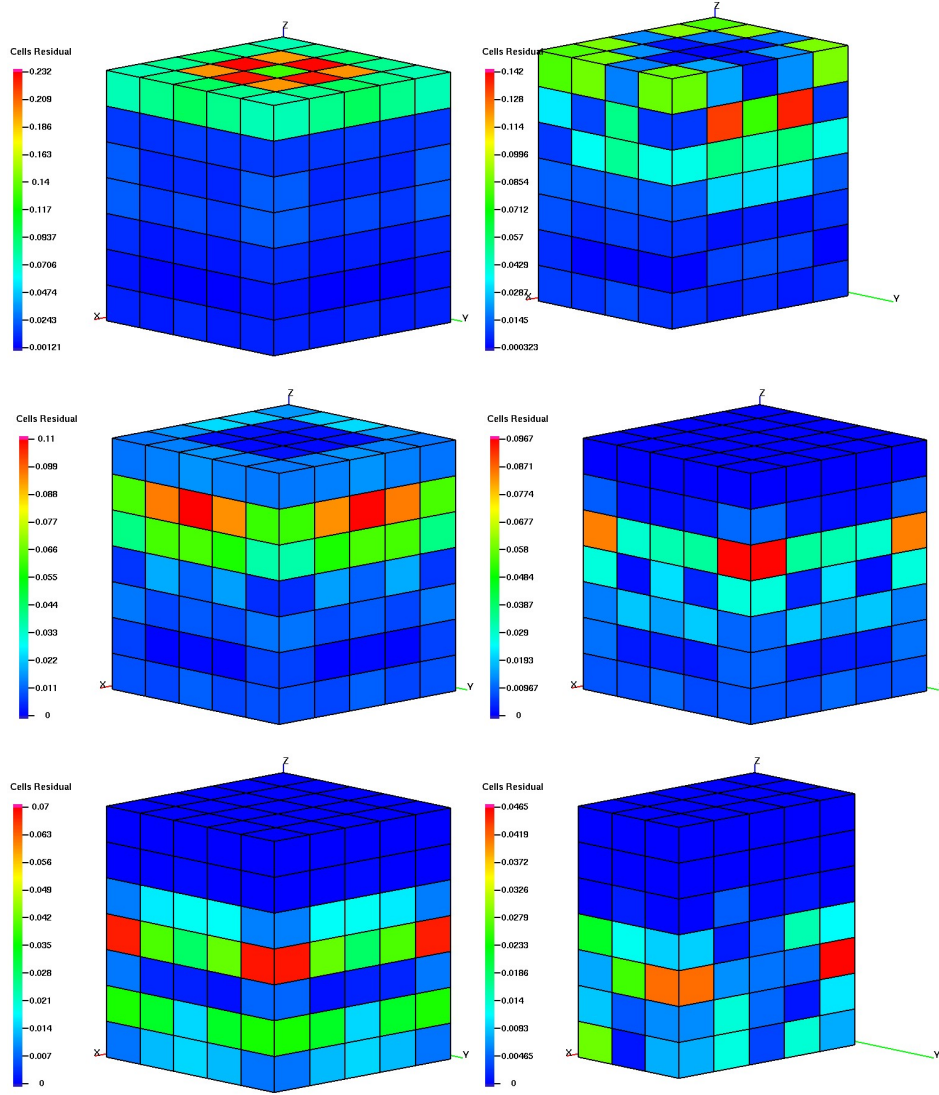 Z
Cells Residual
0.232
0.209
0.186
0.163
0.14
0.117
0.0937
0.0706
0.0474
0.0243
0.00121
X
Y
Z
Cells Residual
0.142
0.128
0.114
0.0996
0.0854
0.0712
0.057
0.0429
0.0287
0.0145
0.000323
X
Y
Z
Cells Residual
0.11
0.099
0.088
0.077
0.066
0.055
0.044
0.033
0.022
0.011
0
X
Y
Z
Cells Residual
0.0967
0.0871
0.0774
0.0677
0.058
0.0484
0.0387
0.029
0.0193
0.00967
0
X
Z
Cells Residual
0.07
0.063
0.056
0.049
0.042
0.035
0.028
0.021
0.014
0.007
0
X
Y
Z
Cells Residual
0.0465
0.0419
0.0372
0.0326
0.0279
0.0233
0.0186
0.014
0.0093
0.00465
0
X
Y